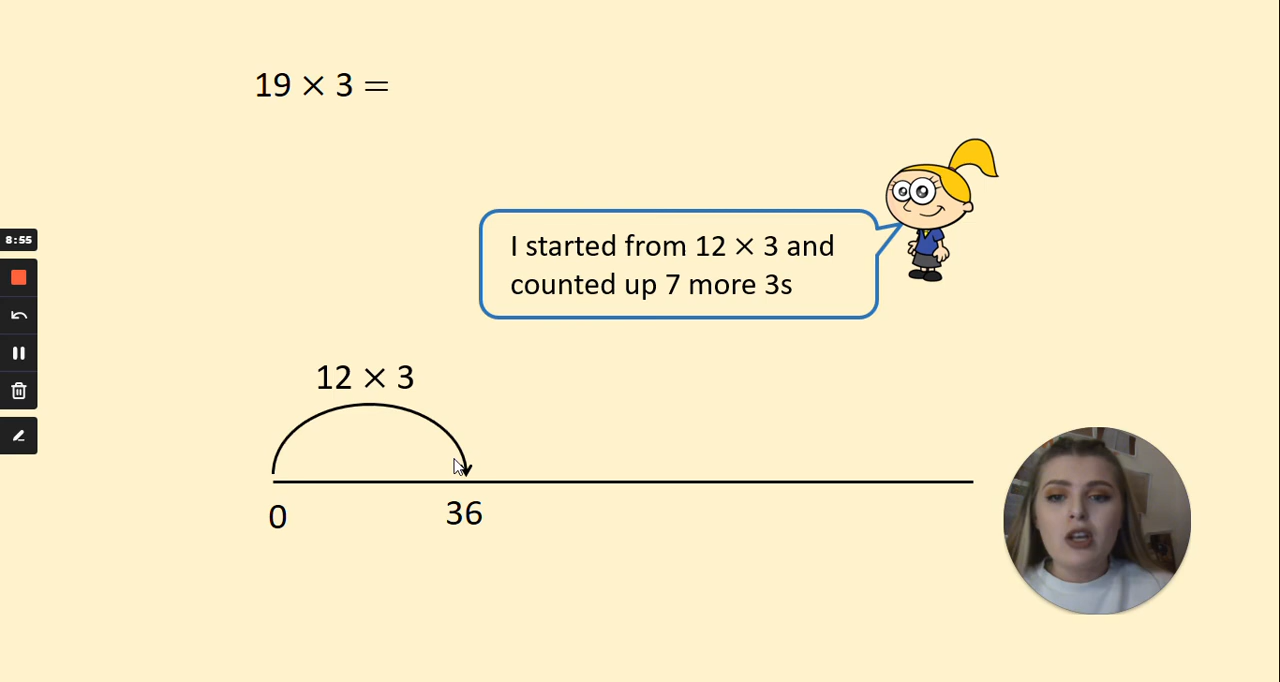 19 × 3 =
I started from 12 × 3 and
counted up 7 more 3s
8:55
12 × 3
0
36